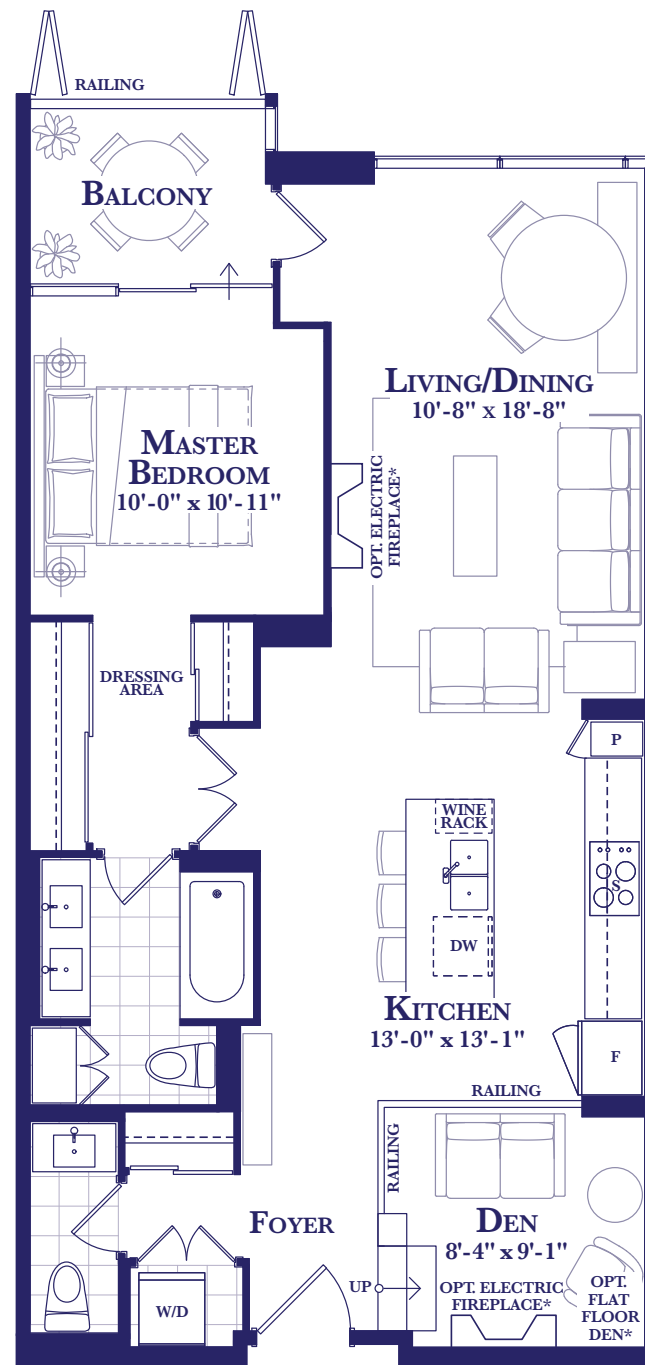 RAILING
BALCONY
LIVING/DINING
10'-8" x 18'-8"
MASTER
BEDROOM
10'-0" x 10'-11"
OPT. ELECTRIC
FIREPLACE*
DRESSING
AREA
P
WINE
RACK
S
DW
KITCHEN
13'-0" x 13'-1"
F
RAILING
RAILING
FOYER
DEN
8'-4" x 9'-1"
UP
OPT. ELECTRIC
FIREPLACE*
OPT.
FLAT
FLOOR
DEN*
W/D